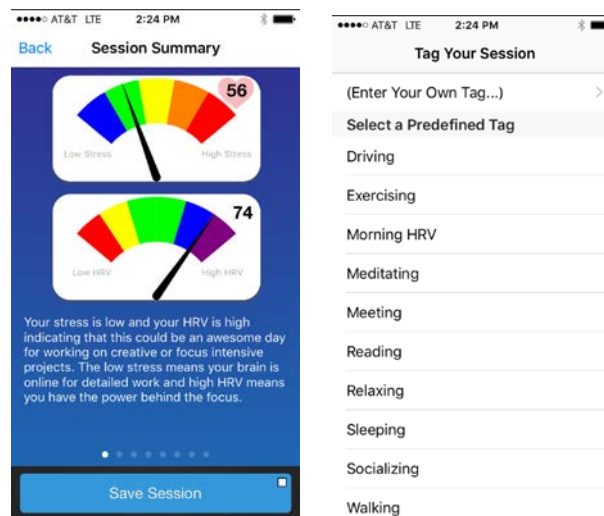 AT&T LTE 2:24 PM
Back Session Summary
56
Low Stress High Stress
74
Low HRV High HRV
Your stress is low and your HRV is high
indicating that this could be an awesome day
for working on creative or focus intensive
projects. The low stress means your brain is
online for detailed work and high HRV means
you have the power behind the focus.
Save Session
AT&T LTE 2:24 PM
Tag Your Session
(Enter Your Own Tag...)
Select a Predefined Tag
Driving
Exercising
Morning HRV
Meditating
Meeting
Reading
Relaxing
Sleeping
Socializing
Walking